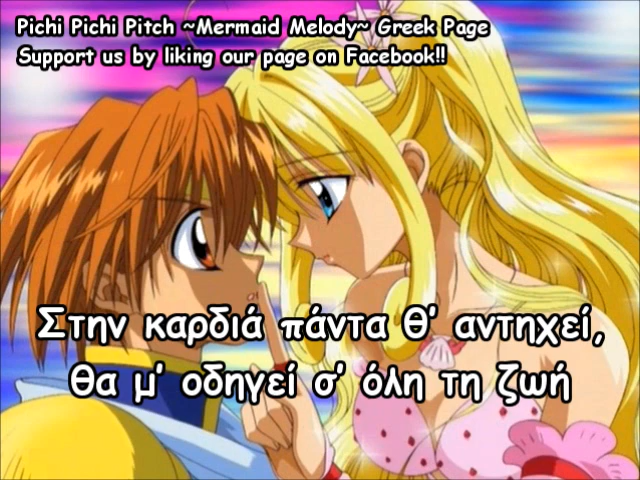 Pichi Pichi Pitch ~Mermaid Melody~ Greek Page
Support us by liking our page on Facebook!!
Στην καρδιά πάντα θ' αντηχεί,
θα μ' οδηγεί σ' όλη τη ζωή